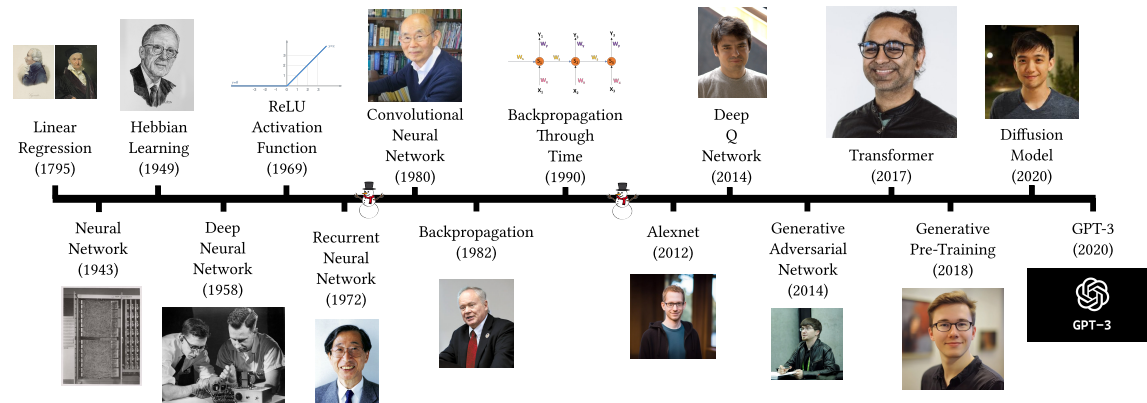 Linear
Regression
(1795)
Hebbian
Learning
(1949)
ReLU
Activation
Function
(1969)
Convolutional
Neural
Network
(1980)
Backpropagation
Through
Time
(1990)
Deep
Q
Network
(2014)
Transformer
(2017)
Diffusion
Model
(2020)
Neural
Network
(1943)
Deep
Neural
Network
(1958)
Recurrent
Neural
Network
(1972)
Backpropagation
(1982)
Alexnet
(2012)
Generative
Adversarial
Network
(2014)
Generative
Pre-Training
(2018)
GPT-3
(2020)
GPT-3